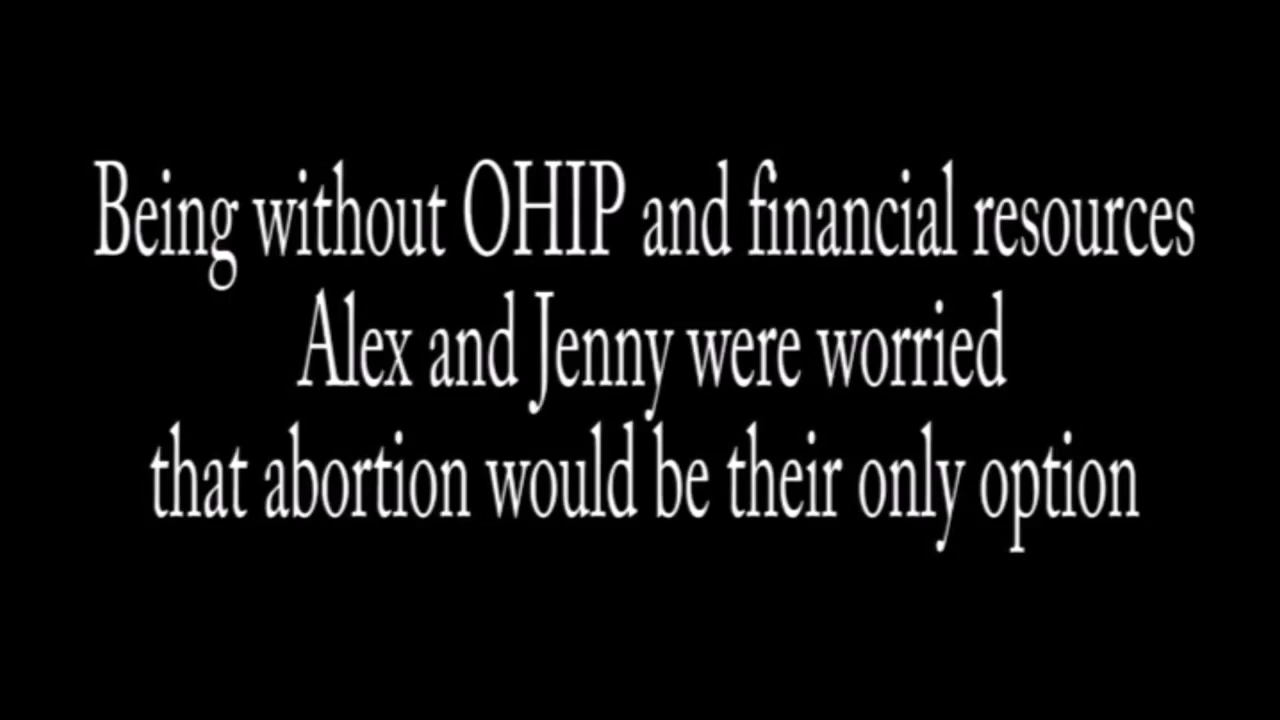 Being without OHIP and financial resources
Alex and Jenny were worried
that abortion would be their only option